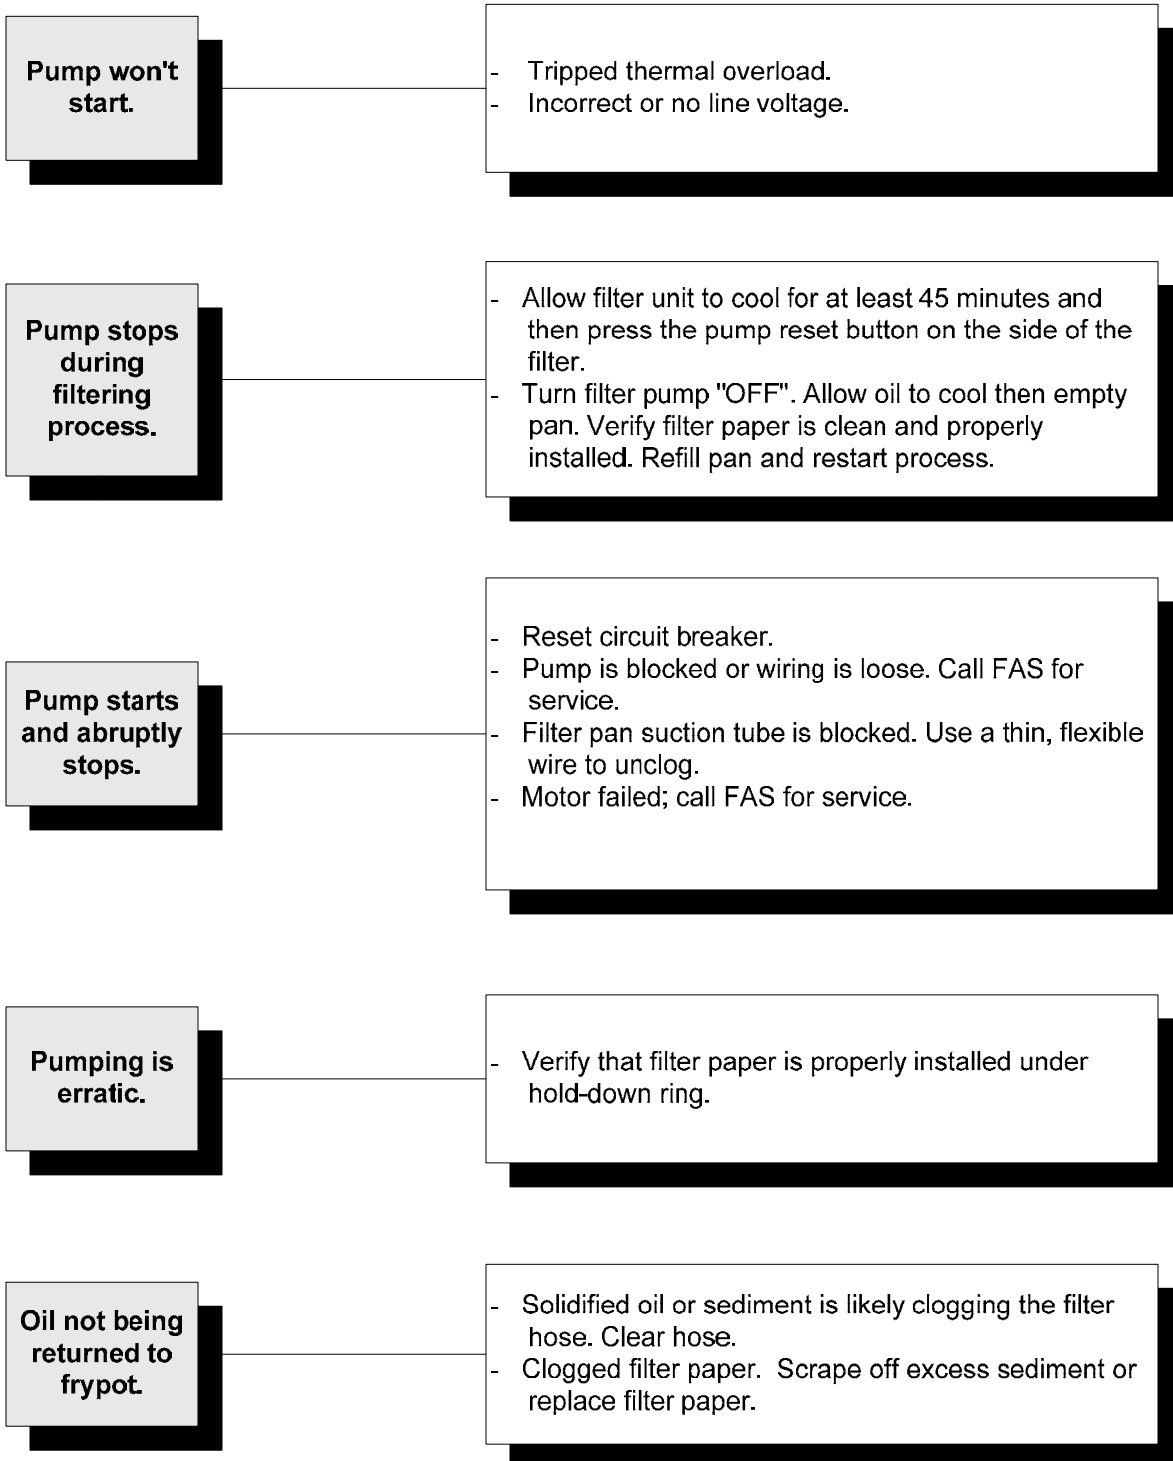 Pump won't
start.
- Tripped thermal overload.
- Incorrect or no line voltage.
Pump stops
during
filtering
process.
- Allow filter unit to cool for at least 45 minutes and
then press the pump reset button on the side of the
filter.
- Turn filter pump "OFF". Allow oil to cool then empty
pan. Verify filter paper is clean and properly
installed. Refill pan and restart process.
Pump starts
and abruptly
stops.
- Reset circuit breaker.
- Pump is blocked or wiring is loose. Call FAS for
service.
- Filter pan suction tube is blocked. Use a thin, flexible
wire to unclog.
- Motor failed; call FAS for service.
Pumping is
erratic.
- Verify that filter paper is properly installed under
hold-down ring.
Oil not being
returned to
frypot.
- Solidified oil or sediment is likely clogging the filter
hose. Clear hose.
- Clogged filter paper.  Scrape off excess sediment or
replace filter paper.